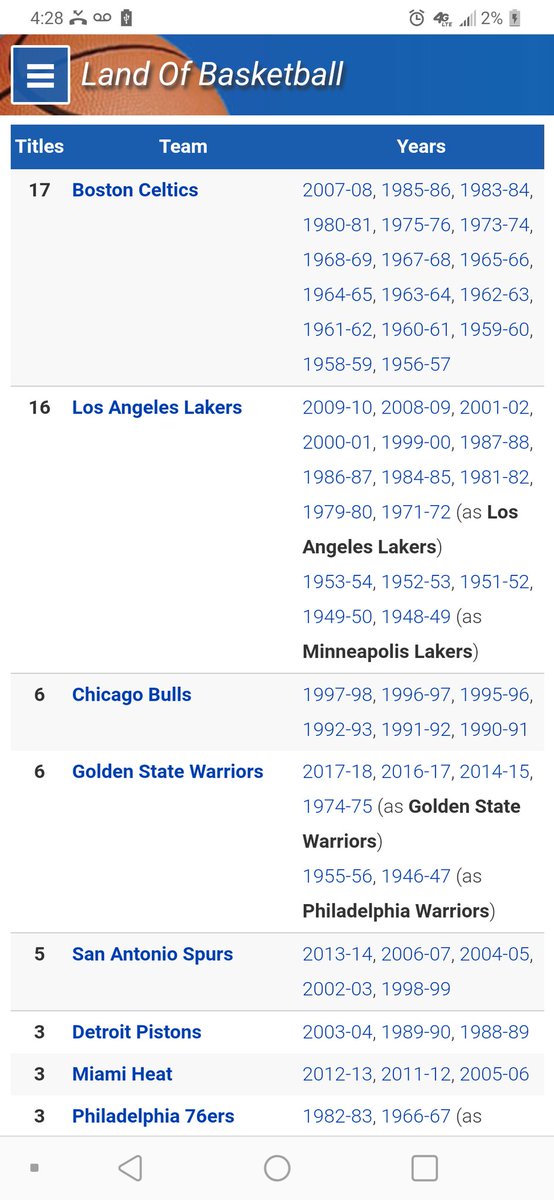 4:28
4G LTE
2%
Land Of Basketball
Titles Team Years
17 Boston Celtics 2007-08, 1985-86, 1983-84,
1980-81, 1975-76, 1973-74,
1968-69, 1967-68, 1965-66,
1964-65, 1963-64, 1962-63,
1961-62, 1960-61, 1959-60,
1958-59, 1956-57
16 Los Angeles Lakers 2009-10, 2008-09, 2001-02,
2000-01, 1999-00, 1987-88,
1986-87, 1984-85, 1981-82,
1979-80, 1971-72 (as Los
Angeles Lakers)
1953-54, 1952-53, 1951-52,
1949-50, 1948-49 (as
Minneapolis Lakers)
6 Chicago Bulls 1997-98, 1996-97, 1995-96,
1992-93, 1991-92, 1990-91
6 Golden State Warriors 2017-18, 2016-17, 2014-15,
1974-75 (as Golden State
Warriors)
1955-56, 1946-47 (as
Philadelphia Warriors)
5 San Antonio Spurs 2013-14, 2006-07, 2004-05,
2002-03, 1998-99
3 Detroit Pistons 2003-04, 1989-90, 1988-89
3 Miami Heat 2012-13, 2011-12, 2005-06
3 Philadelphia 76ers 1982-83, 1966-67 (as